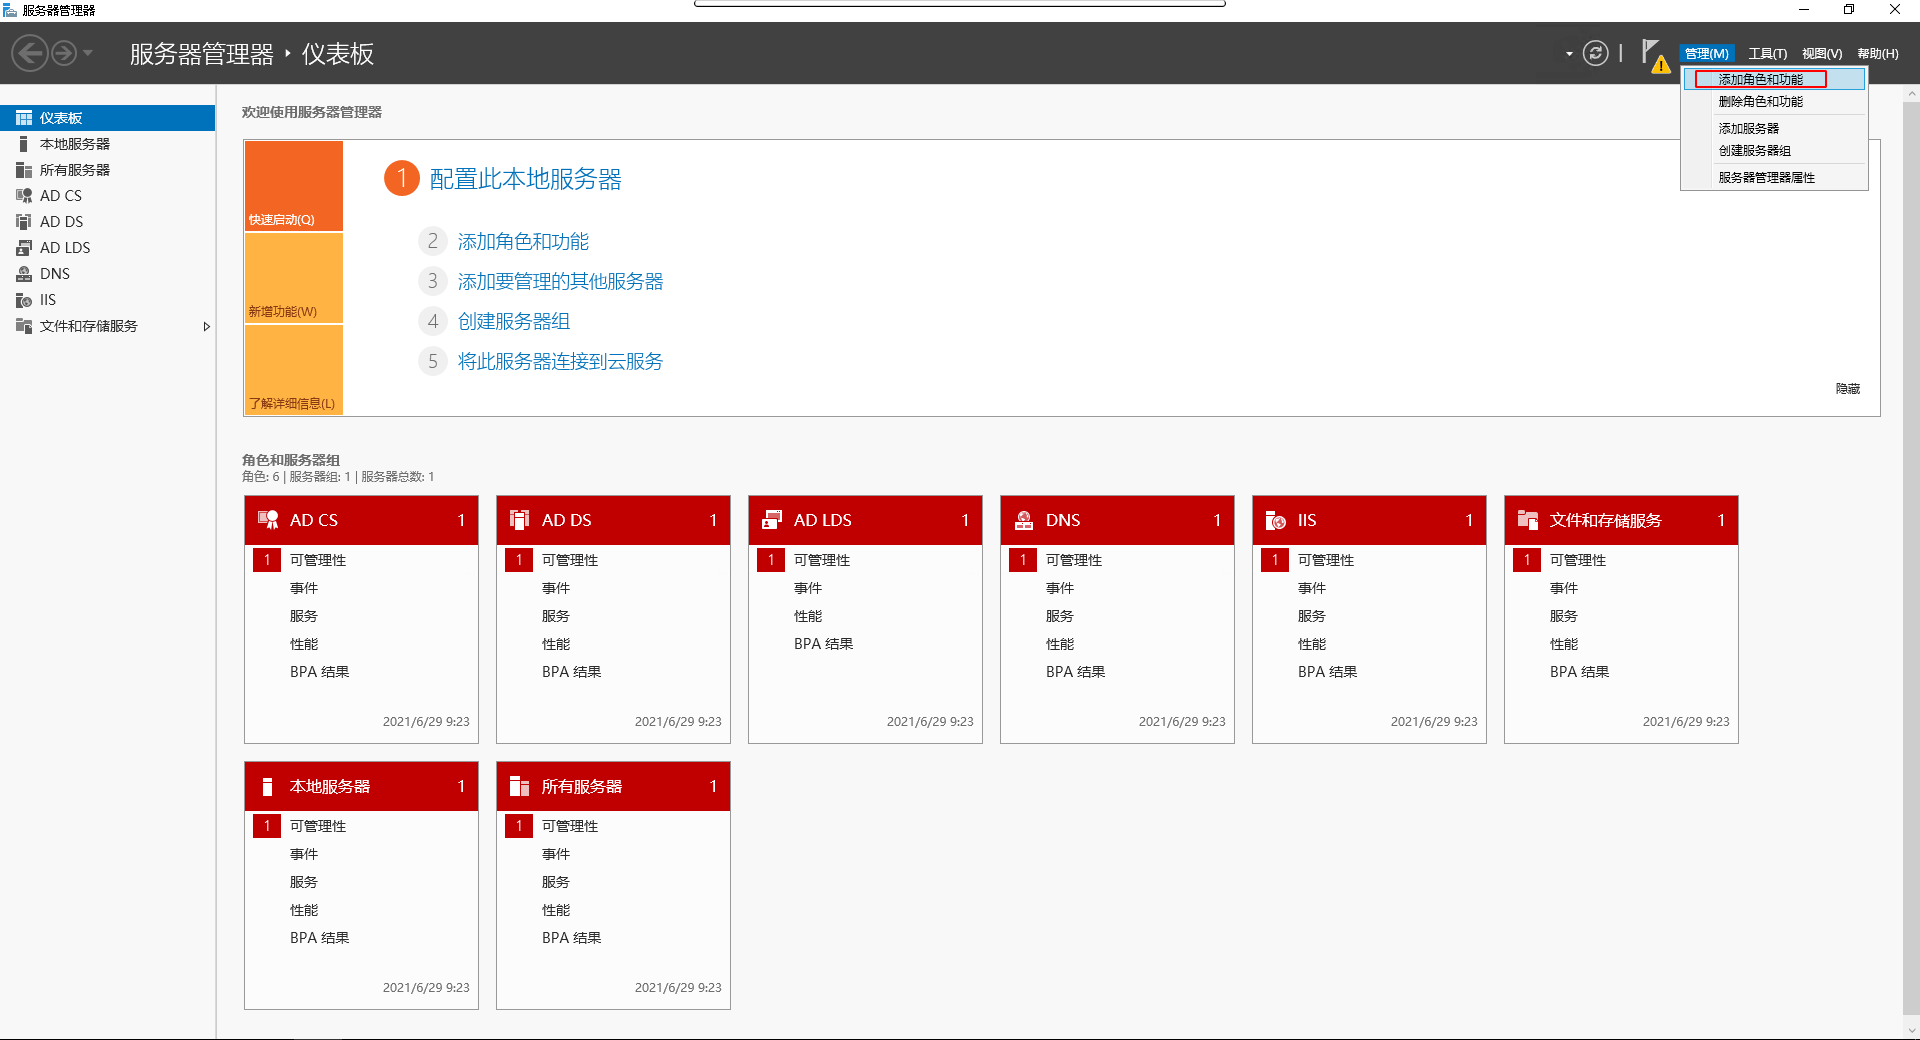 服务器管理器
服务器管理器 ‣ 仪表板
管理(M) 工具(T) 视图(V) 帮助(H)
添加角色和功能
删除角色和功能
添加服务器
创建服务器组
服务器管理器属性
仪表板
本地服务器
所有服务器
AD CS
AD DS
AD LDS
DNS
IIS
文件和存储服务
欢迎使用服务器管理器
快速启动(Q)
新增功能(W)
了解详细信息(L)
1 配置此本地服务器
2 添加角色和功能
3 添加要管理的其他服务器
4 创建服务器组
5 将此服务器连接到云服务
隐藏
角色和服务器组
角色: 6 | 服务器组: 1 | 服务器总数: 1
AD CS 1
1 可管理性
事件
服务
性能
BPA 结果
2021/6/29 9:23
AD DS 1
1 可管理性
事件
服务
性能
BPA 结果
2021/6/29 9:23
AD LDS 1
1 可管理性
事件
性能
BPA 结果
2021/6/29 9:23
DNS 1
1 可管理性
事件
服务
性能
BPA 结果
2021/6/29 9:23
IIS 1
1 可管理性
事件
服务
性能
BPA 结果
2021/6/29 9:23
文件和存储服务 1
1 可管理性
事件
服务
性能
BPA 结果
2021/6/29 9:23
本地服务器 1
1 可管理性
事件
服务
性能
BPA 结果
2021/6/29 9:23
所有服务器 1
1 可管理性
事件
服务
性能
BPA 结果
2021/6/29 9:23